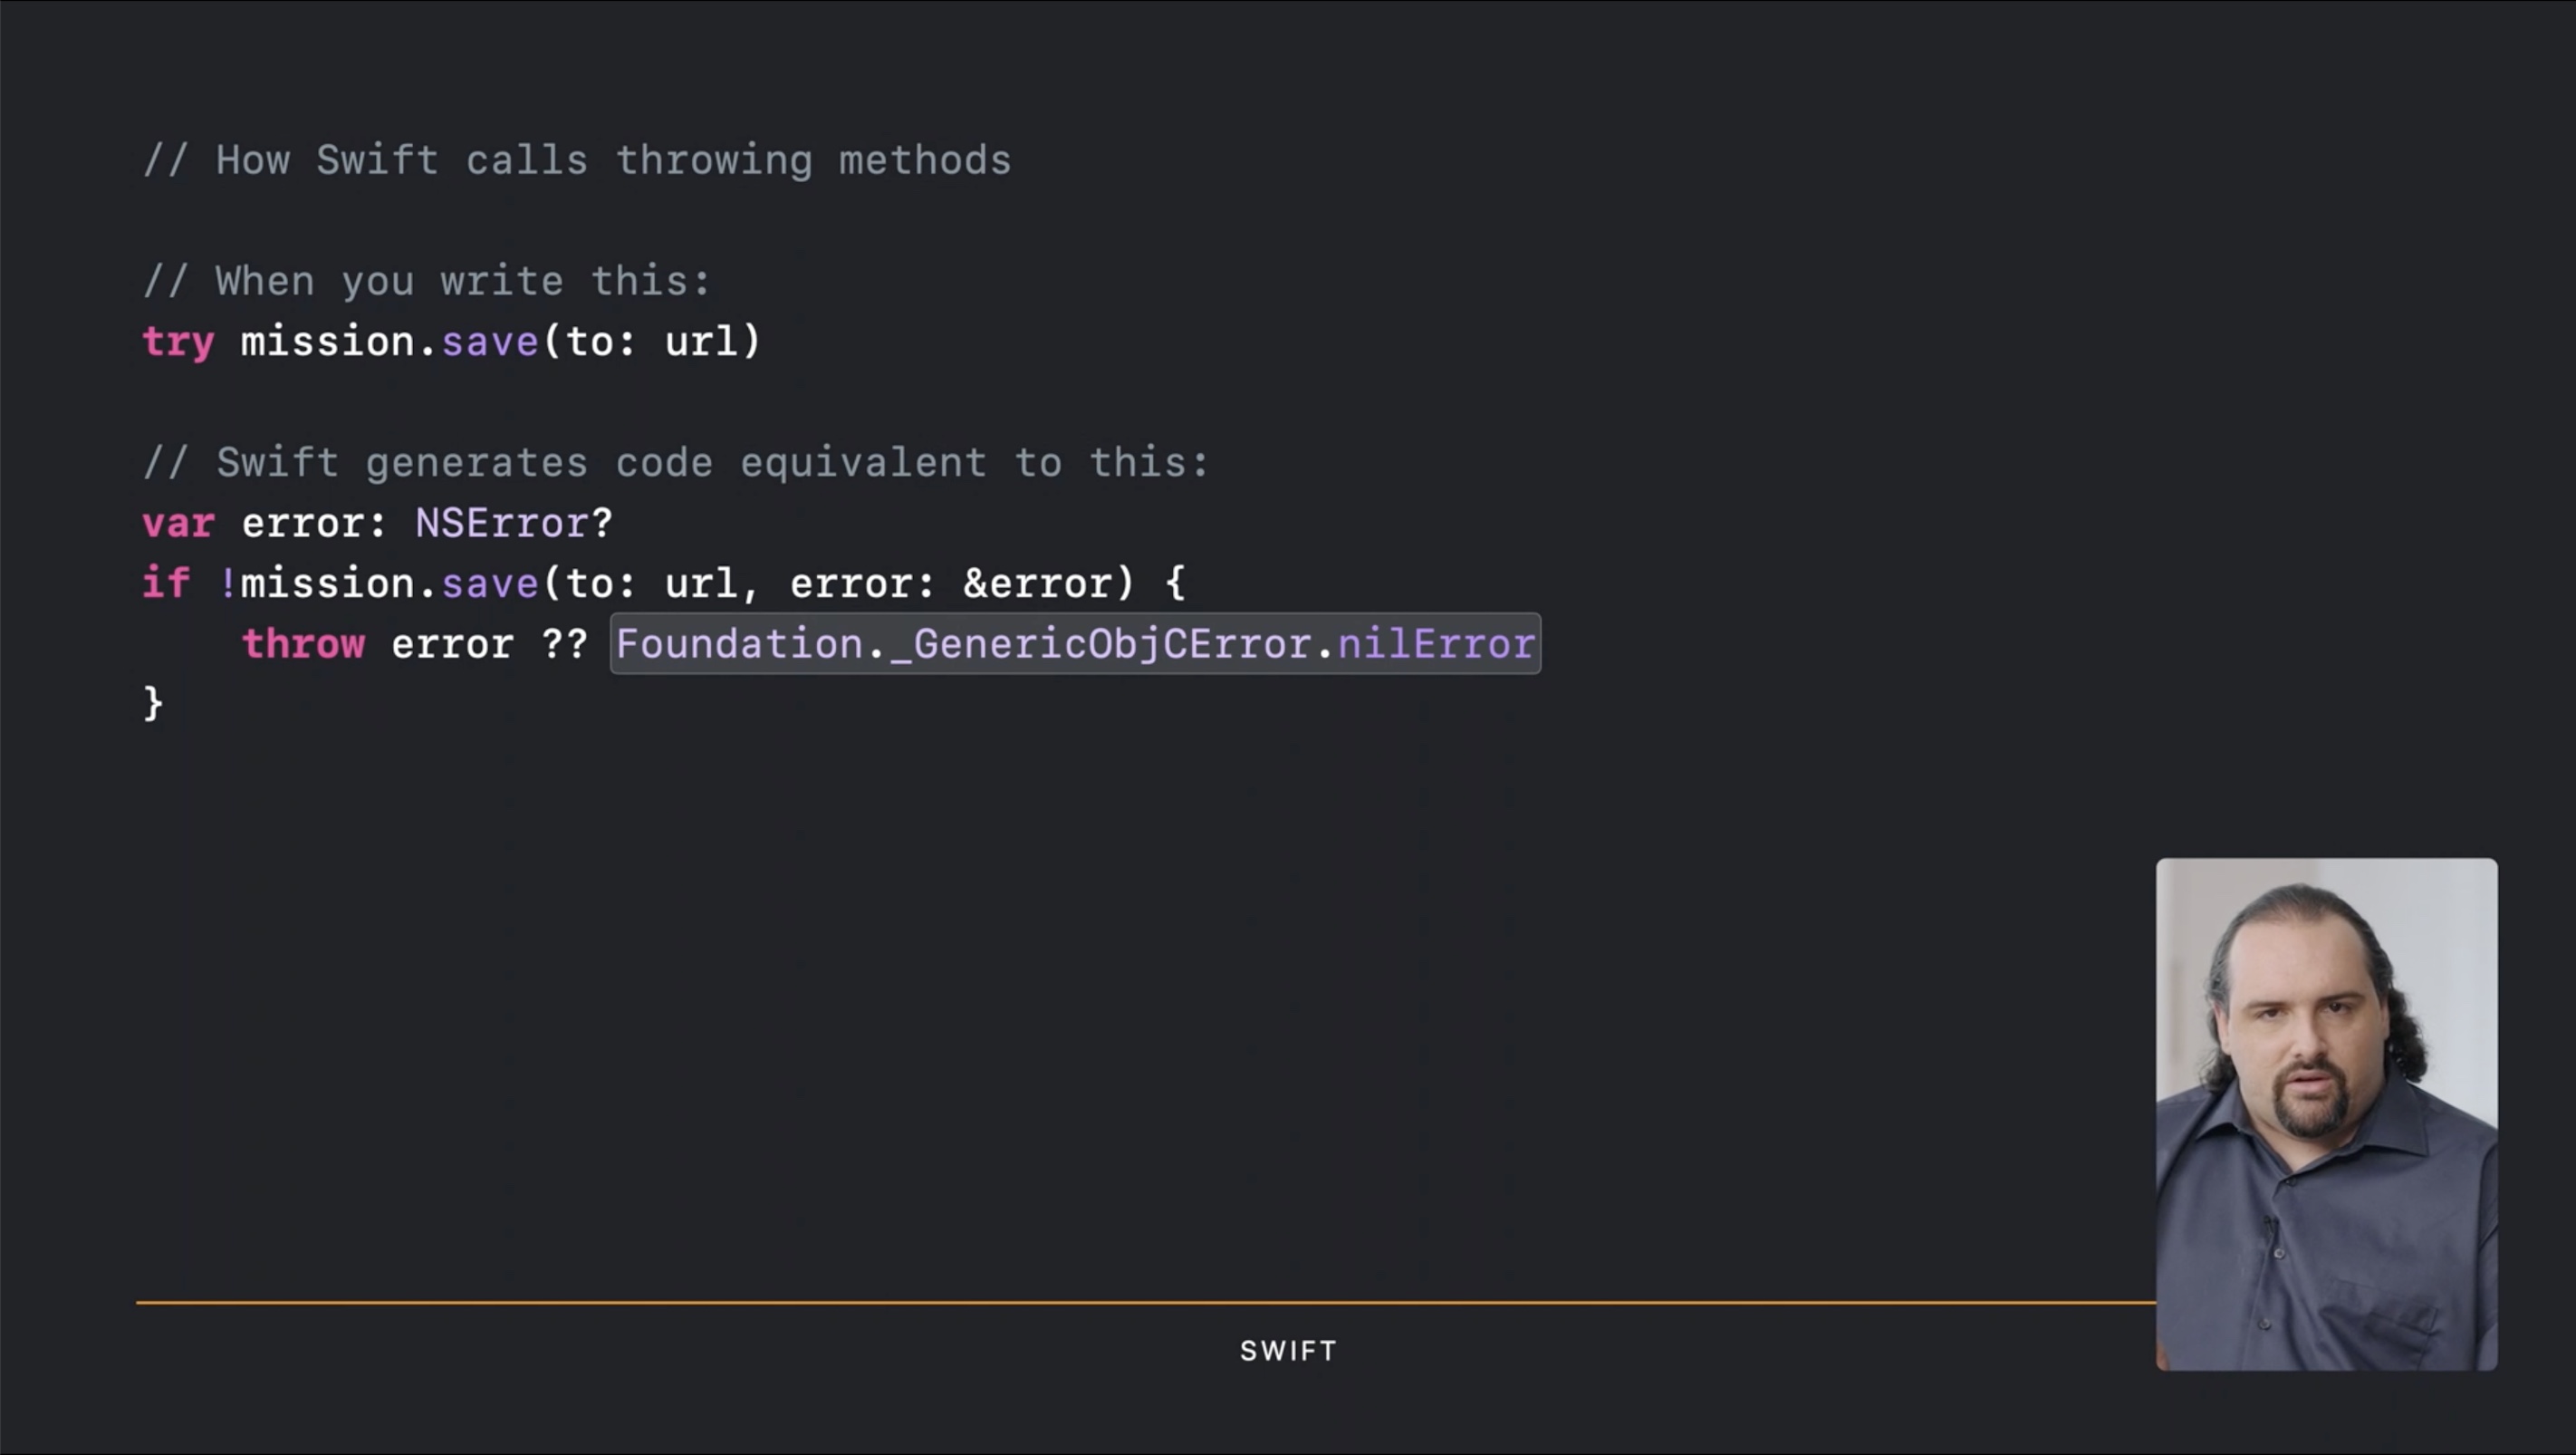 // How Swift calls throwing methods
// When you write this:
try mission.save(to: url)
// Swift generates code equivalent to this:
var error: NSError?
if !mission.save(to: url, error: &error) {
    throw error ?? Foundation._GenericObjCError.nilError
}
SWIFT